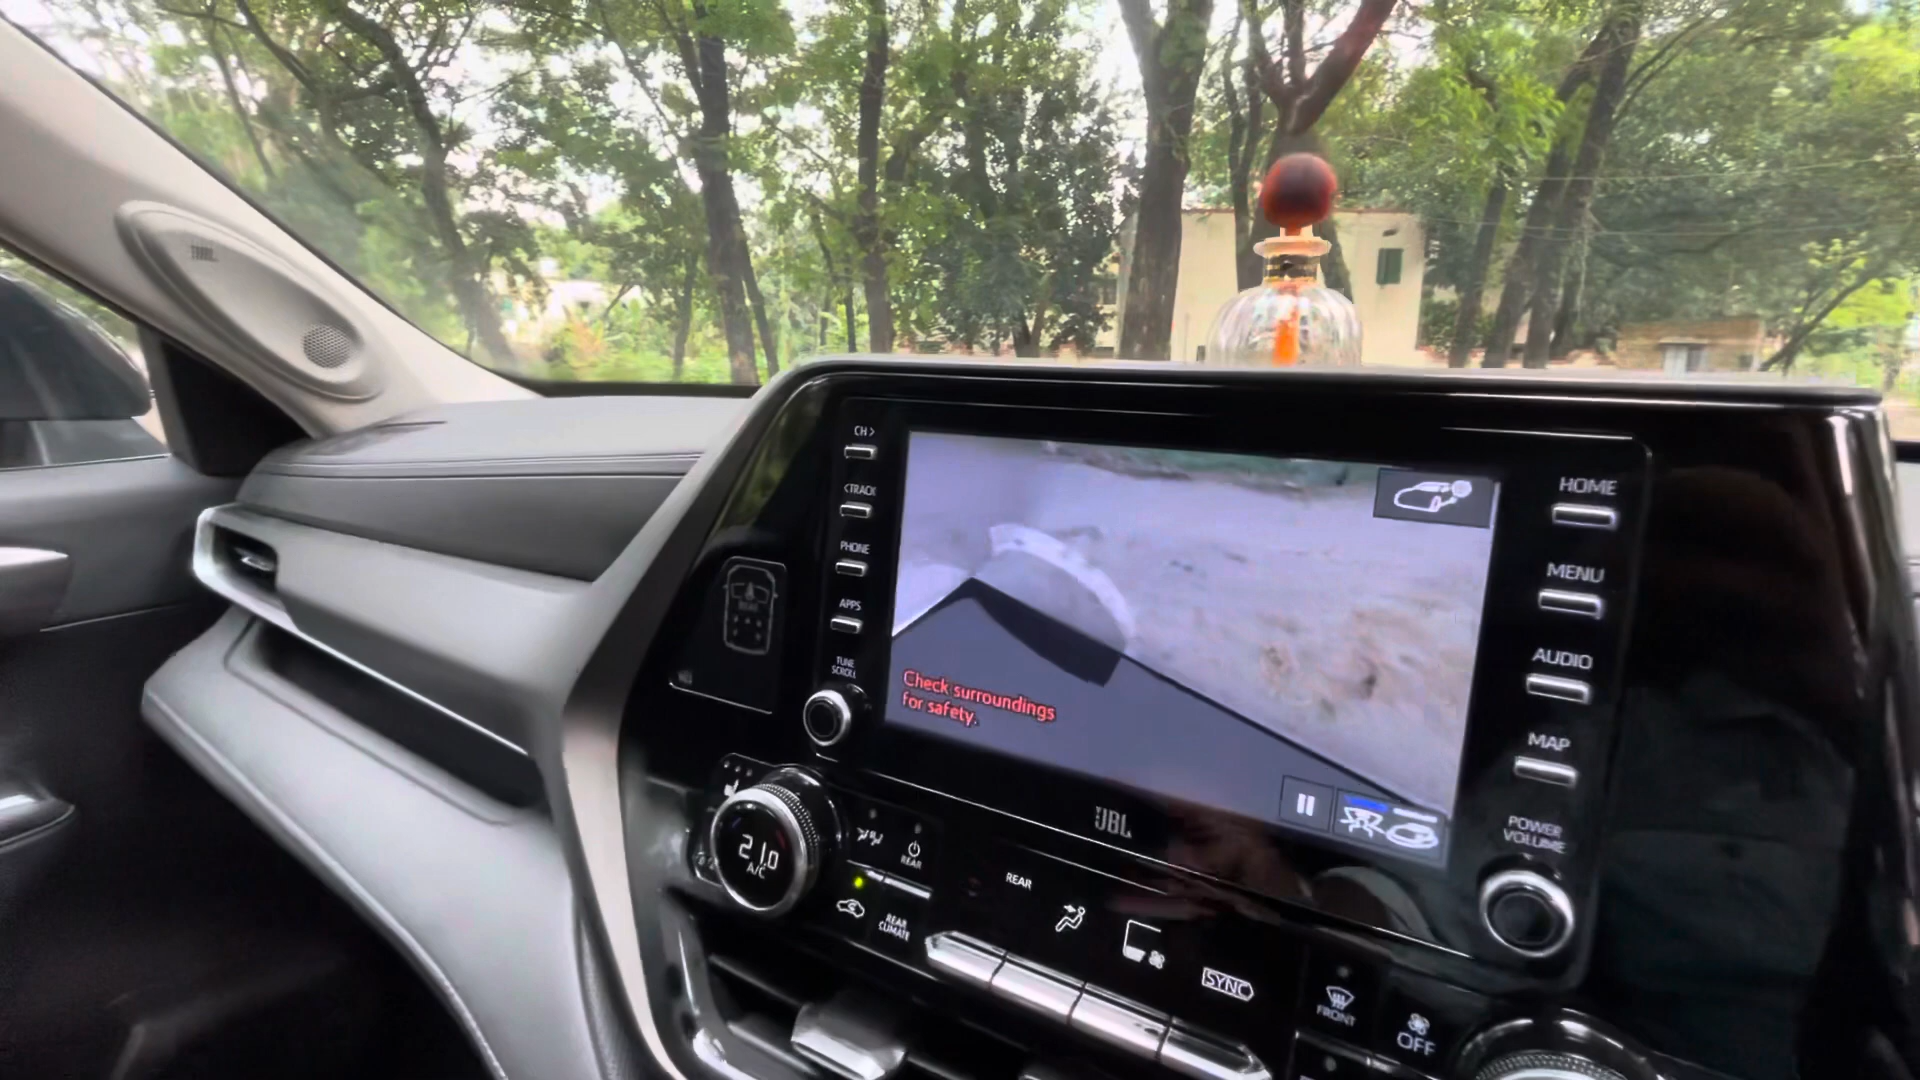 JBL
CH >
< TRACK
PHONE
APPS
TUNE
SCROLL
HOME
MENU
AUDIO
MAP
POWER
VOLUME
Check surroundings
for safety.
JBL
21.0
A/C
REAR
REAR
CLIMATE
REAR
SYNC
FRONT
OFF